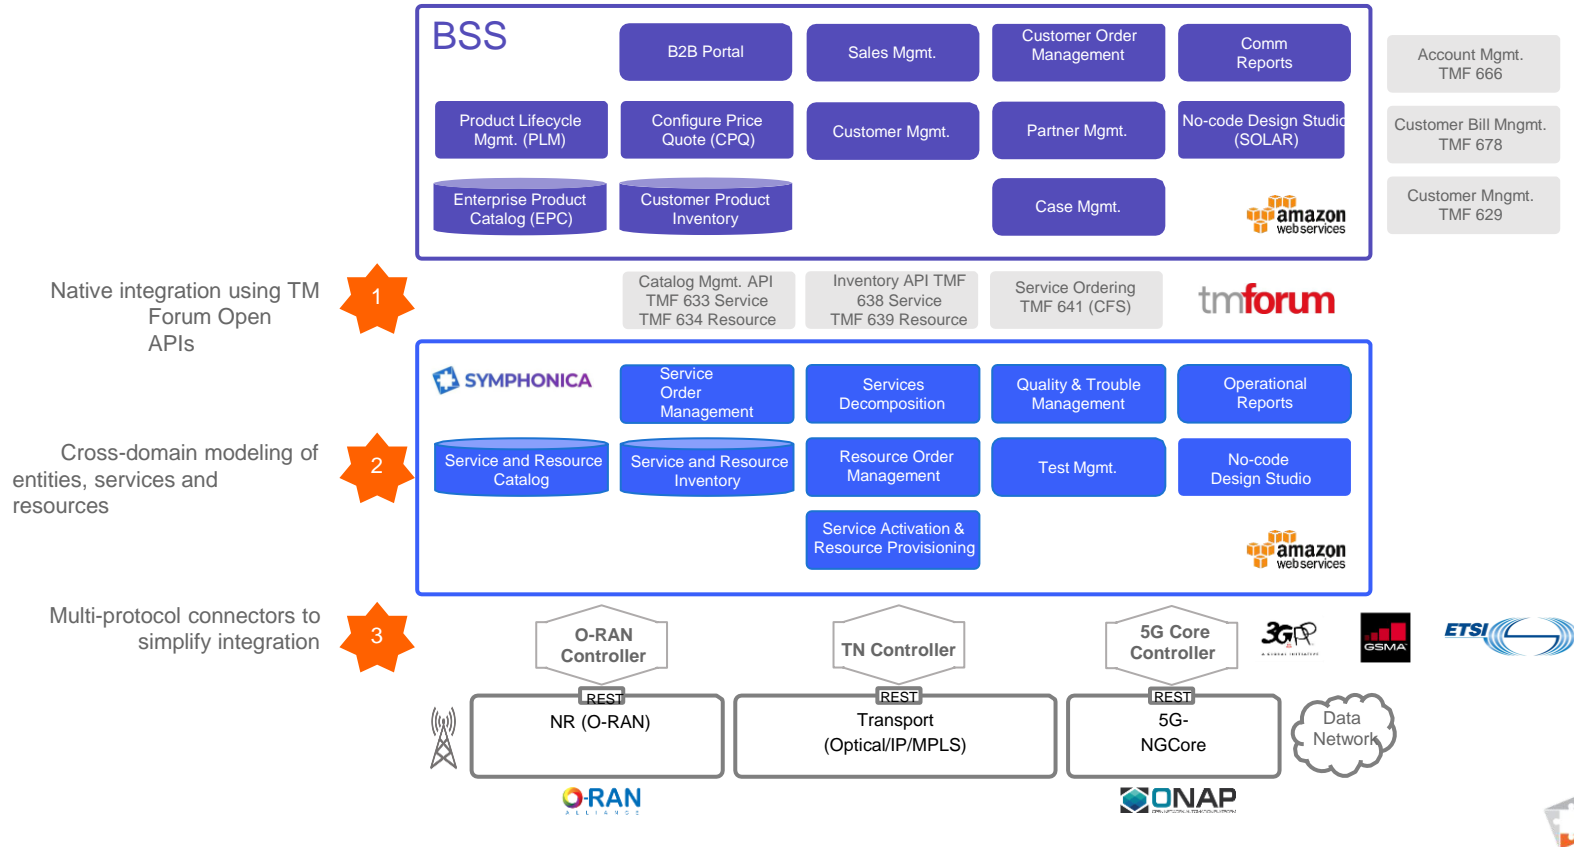 BSS
B2B Portal
Sales Mgmt.
Customer Order
Management
Comm
Reports
Account Mgmt.
TMF 666
Product Lifecycle
Mgmt. (PLM)
Configure Price
Quote (CPQ)
Customer Mgmt.
Partner Mgmt.
No-code Design Studio
(SOLAR)
Customer Bill Mngmt.
TMF 678
Enterprise Product
Catalog (EPC)
Customer Product
Inventory
Case Mgmt.
amazon
webservices
Customer Mngmt.
TMF 629
Native integration using TM
Forum Open
APIs
1
Catalog Mgmt. API
TMF 633 Service
TMF 634 Resource
Inventory API TMF
638 Service
TMF 639 Resource
Service Ordering
TMF 641 (CFS)
tmforum
SYMPHONICA
Service
Order
Management
Services
Decomposition
Quality & Trouble
Management
Operational
Reports
Cross-domain modeling of
entities, services and
resources
2
Service and Resource
Catalog
Service and Resource
Inventory
Resource Order
Management
Test Mgmt.
No-code
Design Studio
Service Activation &
Resource Provisioning
amazon
webservices
Multi-protocol connectors to
simplify integration
3
O-RAN
Controller
TN Controller
5G Core
Controller
3GPP
A GLOBAL INITIATIVE
GSMA
ETSI
REST
NR (O-RAN)
REST
Transport
(Optical/IP/MPLS)
REST
5G-
NGCore
Data
Network
O-RAN
ALLIANCE
ONAP